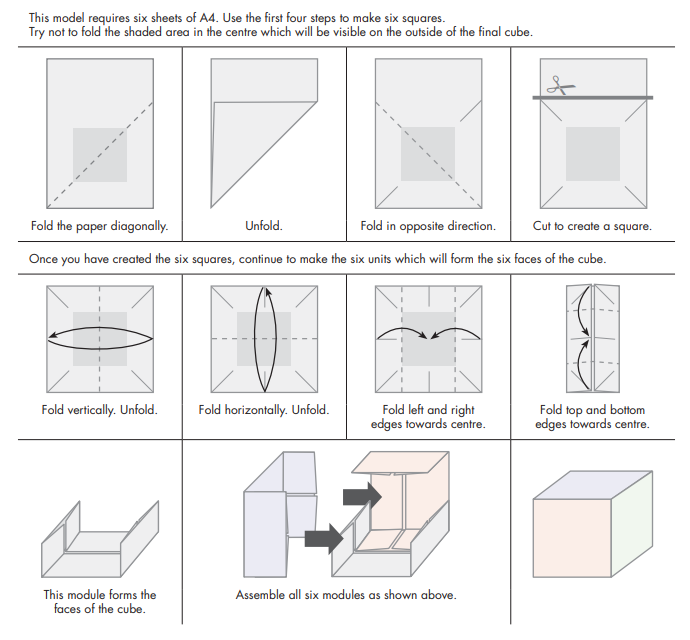 This model requires six sheets of A4. Use the first four steps to make six squares.
Try not to fold the shaded area in the centre which will be visible on the outside of the final cube.
Fold the paper diagonally.
Unfold.
Fold in opposite direction.
Cut to create a square.
Once you have created the six squares, continue to make the six units which will form the six faces of the cube.
Fold vertically. Unfold.
Fold horizontally. Unfold.
Fold left and right
edges towards centre.
Fold top and bottom
edges towards centre.
This module forms the
faces of the cube.
Assemble all six modules as shown above.